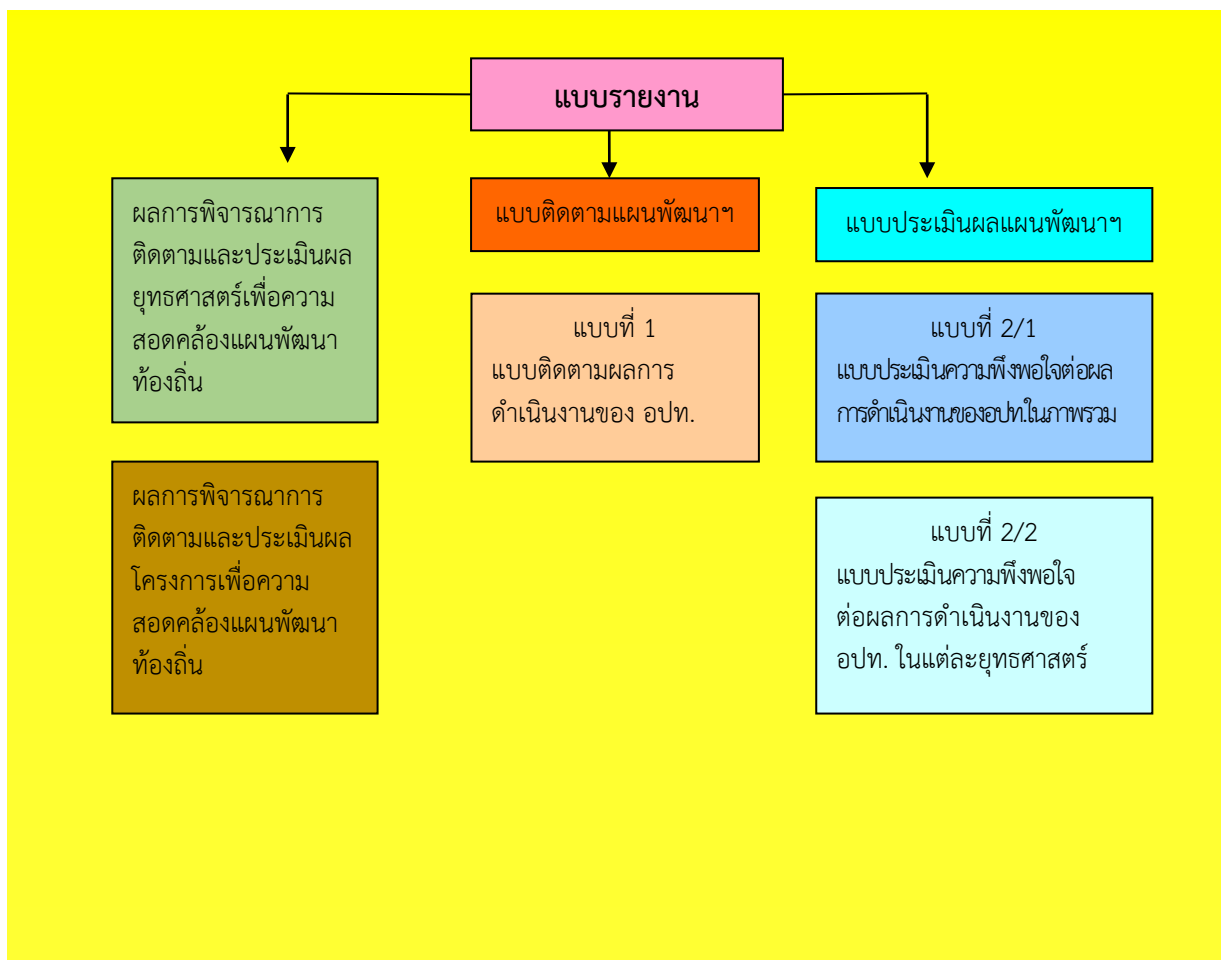 แบบรายงาน
ผลการพิจารณาการ
ติดตามและประเมินผล
ยุทธศาสตร์เพื่อความ
สอดคล้องแผนพัฒนา
ท้องถิ่น
ผลการพิจารณาการ
ติดตามและประเมินผล
โครงการเพื่อความ
สอดคล้องแผนพัฒนา
ท้องถิ่น
แบบติดตามแผนพัฒนาฯ
แบบที่ 1
แบบติดตามผลการ
ดำเนินงานของ อปท.
แบบประเมินผลแผนพัฒนาฯ
แบบที่ 2/1
แบบประเมินความพึงพอใจต่อผล
การดำเนินงานของอปท.ในภาพรวม
แบบที่ 2/2
แบบประเมินความพึงพอใจ
ต่อผลการดำเนินงานของ
อปท. ในแต่ละยุทธศาสตร์